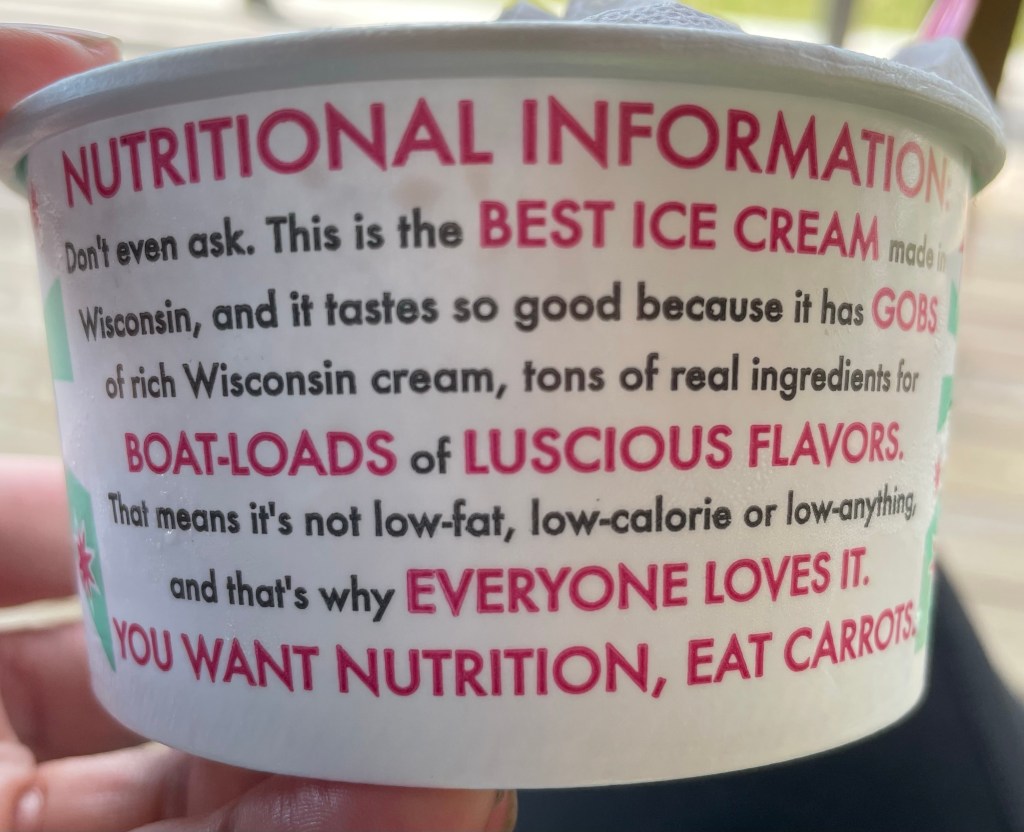 NUTRITIONAL INFORMATION:
Don't even ask. This is the BEST ICE CREAM made in
Wisconsin, and it tastes so good because it has GOBS
of rich Wisconsin cream, tons of real ingredients for
BOAT-LOADS of LUSCIOUS FLAVORS.
That means it's not low-fat, low-calorie or low-anything,
and that's why EVERYONE LOVES IT.
YOU WANT NUTRITION, EAT CARROTS.